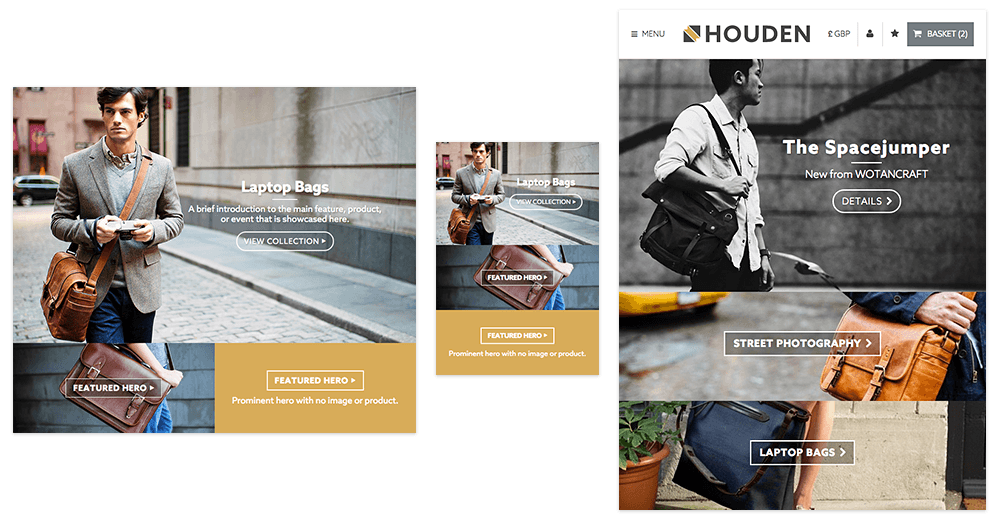 Laptop Bags
A brief introduction to the main feature, product,
or event that is showcased here.
VIEW COLLECTION
FEATURED HERO
FEATURED HERO
Prominent hero with no image or product.
Laptop Bags
VIEW COLLECTION
FEATURED HERO
FEATURED HERO
Prominent hero with no image or product.
MENU HOUDEN £ GBP BASKET (2)
The Spacejumper
New from WOTANCRAFT
DETAILS
STREET PHOTOGRAPHY
LAPTOP BAGS